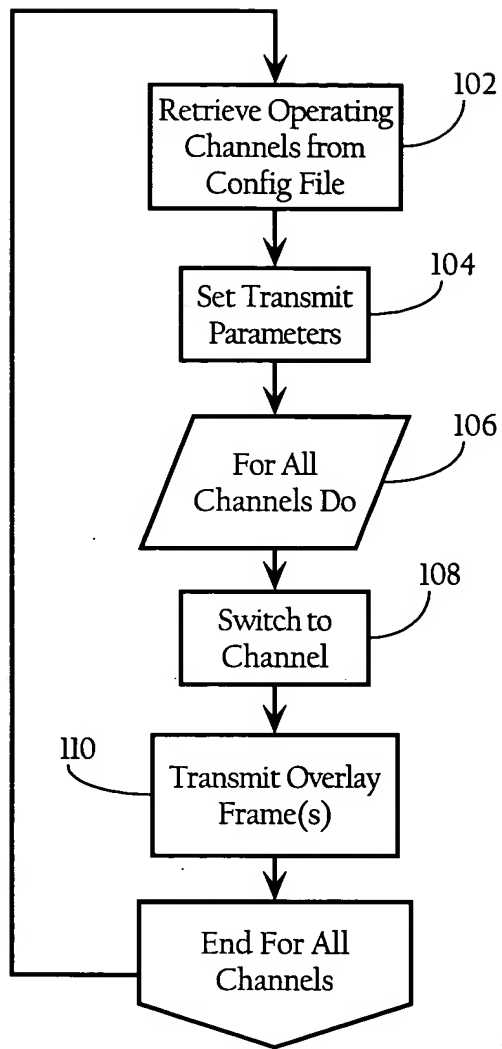 Retrieve Operating
Channels from
Config File
102
Set Transmit
Parameters
104
For All
Channels Do
106
Switch to
Channel
108
110
Transmit Overlay
Frame(s)
End For All
Channels